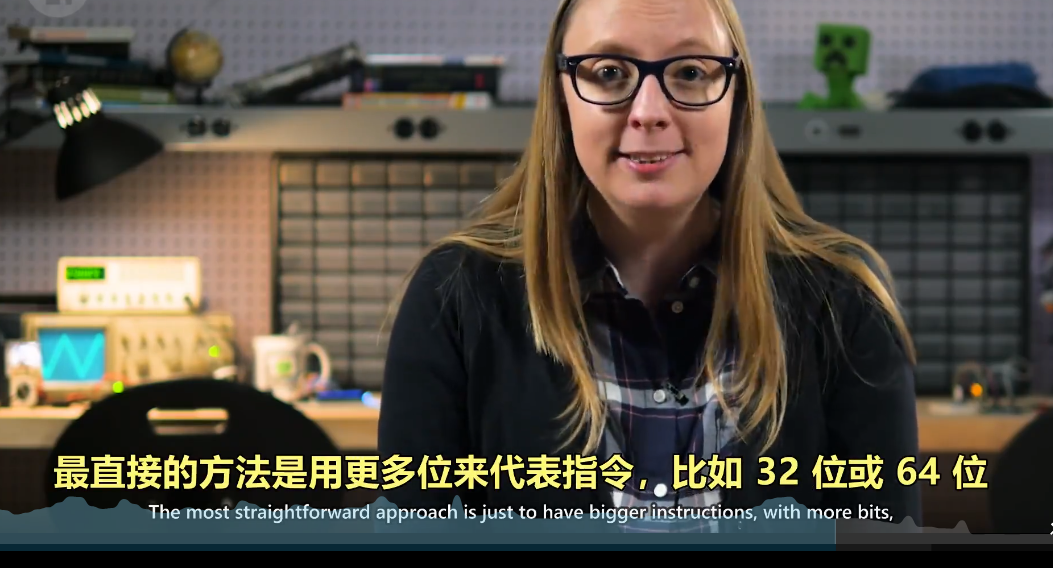 最直接的方法是用更多位来代表指令，比如 32 位或 64 位
The most straightforward approach is just to have bigger instructions, with more bits,